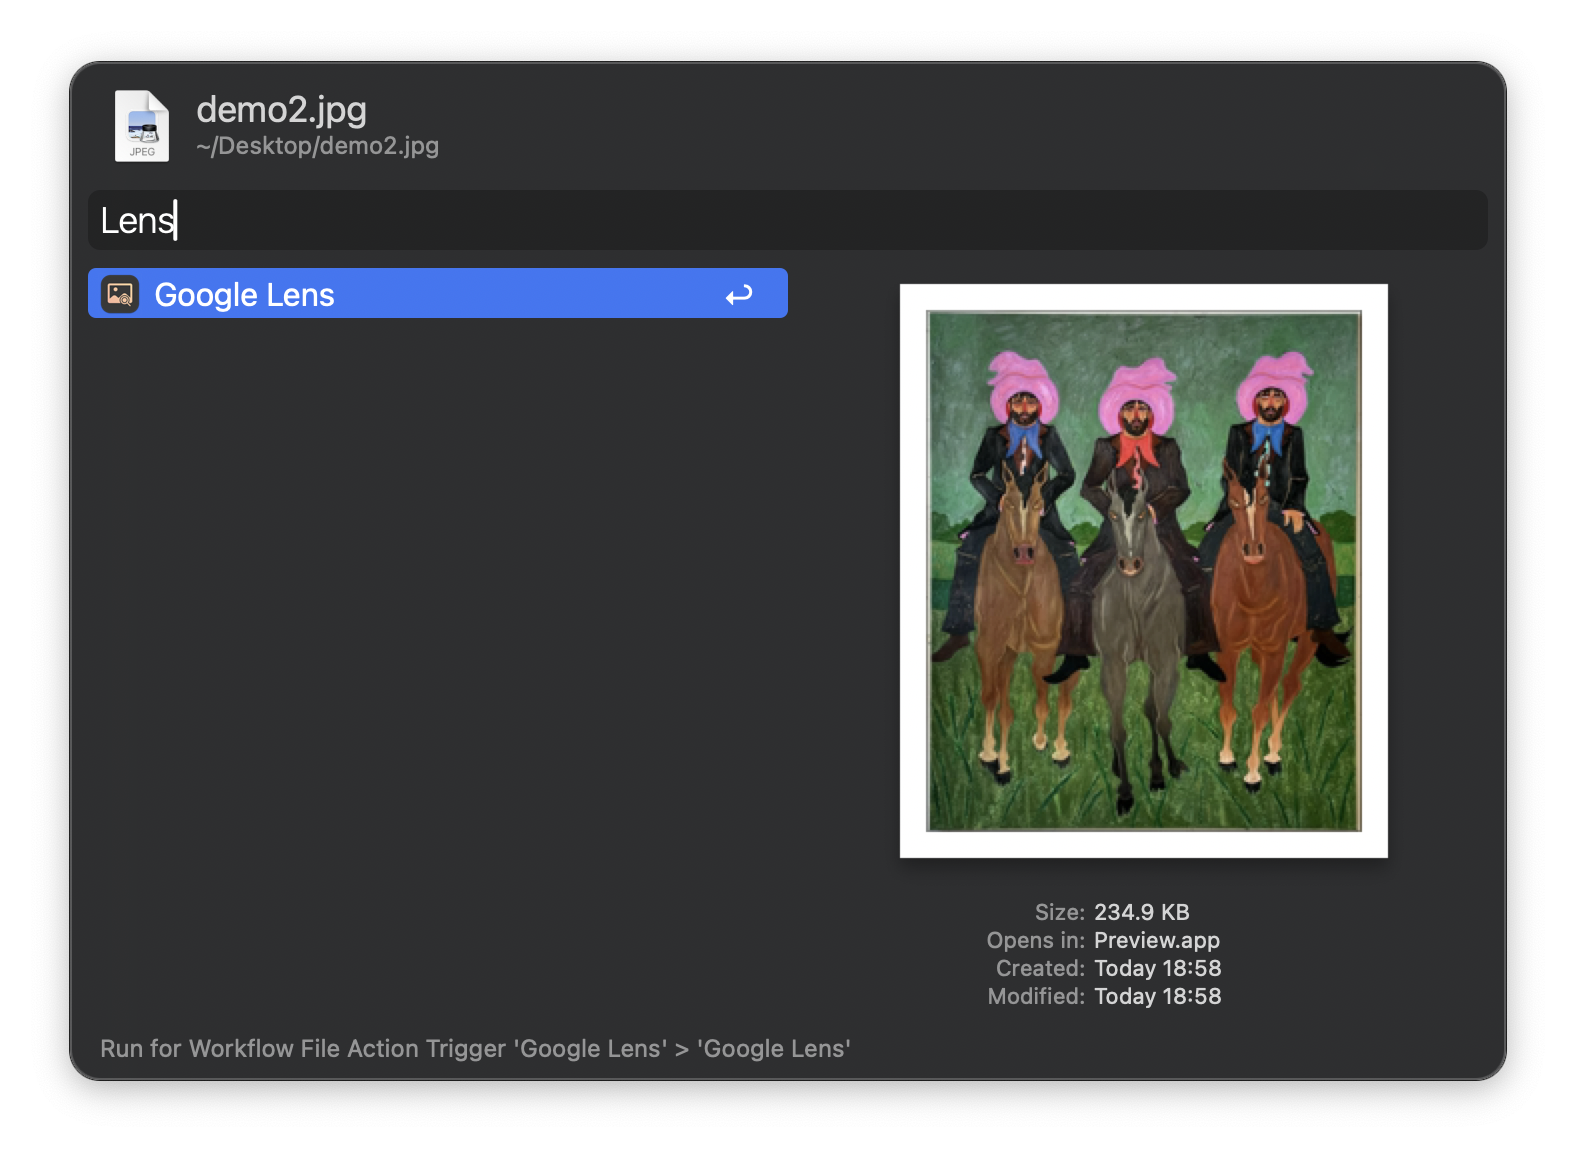 demo2.jpg
~/Desktop/demo2.jpg
JPEG
Lens
Google Lens
Size: 234.9 KB
Opens in: Preview.app
Created: Today 18:58
Modified: Today 18:58
Run for Workflow File Action Trigger 'Google Lens' > 'Google Lens'